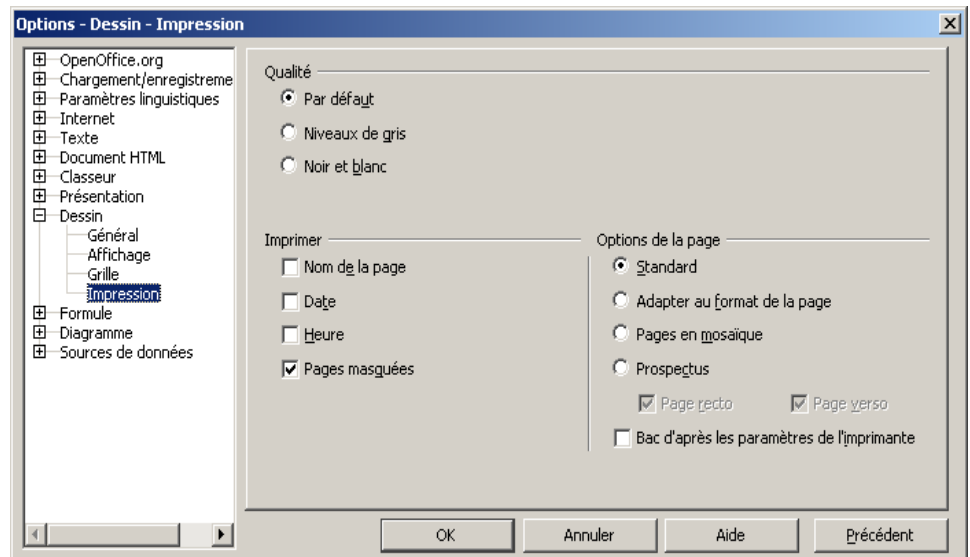 Options - Dessin - Impression
OpenOffice.org
Chargement/enregistreme
Paramètres linguistiques
Internet
Texte
Document HTML
Classeur
Présentation
Dessin
Général
Affichage
Grille
Impression
Formule
Diagramme
Sources de données
Qualité
Par défaut
Niveaux de gris
Noir et blanc
Imprimer
Nom de la page
Date
Heure
Pages masquées
Options de la page
Standard
Adapter au format de la page
Pages en mosaïque
Prospectus
Page recto Page verso
Bac d'après les paramètres de l'imprimante
OK Annuler Aide Précédent